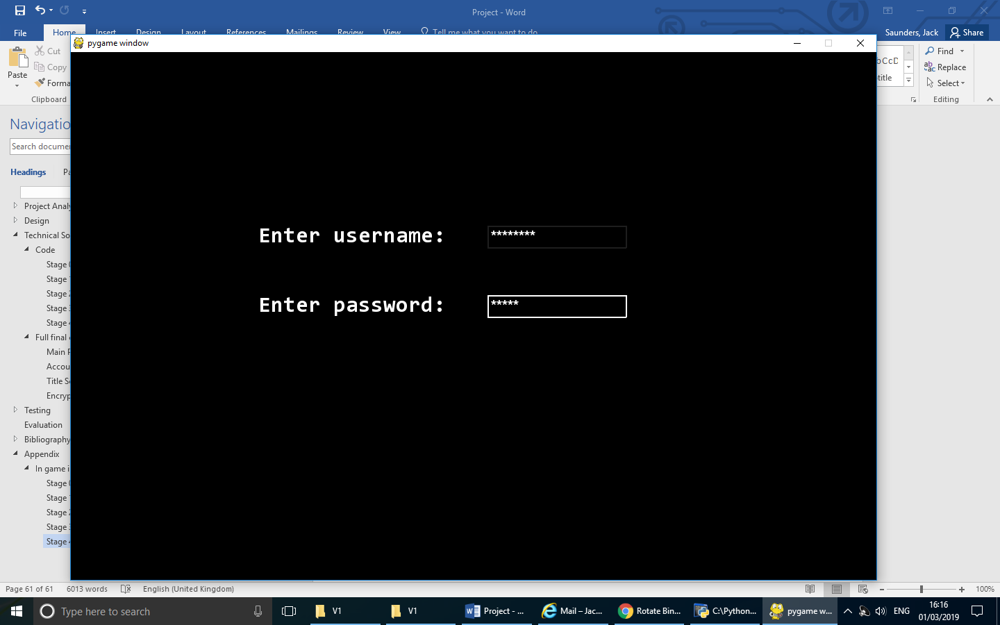 Project - Word
File
Home
Insert
Design
Layout
References
Mailings
Review
View
Tell me what you want to do
Saunders, Jack
Share
pygame window
Paste
Cut
Copy
Forma
Clipboard
Find
Replace
Select
Editing
Navigatio
Search documen
Headings
Pa
Project Analy
Design
Technical So
Code
Stage
Stage
Stage
Stage
Stage 4
Full final
Main
Accou
Title Sc
Encryp
Testing
Evaluation
Bibliography
Appendix
In game i
Stage
Stage
Stage
Stage
Stage 4
Enter username: ********
Enter password: *****
Page 61 of 61
6013 words
English (United Kingdom)
100%
Type here to search
V1
V1
Project - ...
Mail – Jac...
Rotate Bin...
C:\Python...
pygame w...
ENG
16:16
01/03/2019